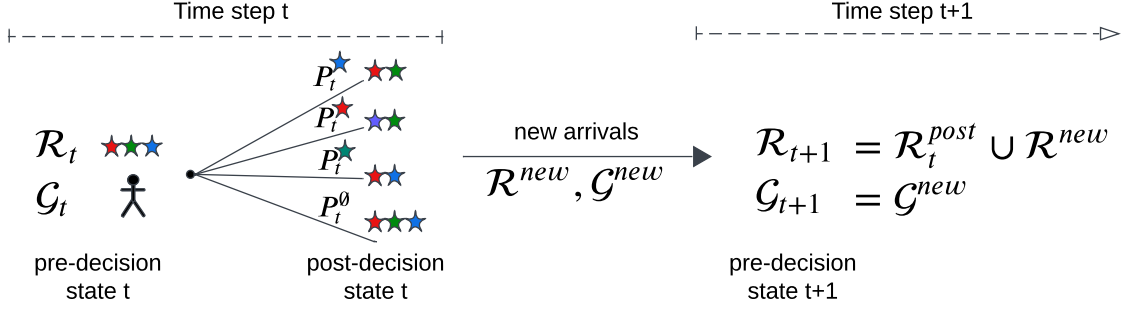 Time step t
Time step t+1
P_t^★ ★★
P_t^★ ★★
P_t^★ ★★
P_t^∅ ★★★
ℛ_t ★★★
𝒢_t
new arrivals
ℛ^new, 𝒢^new
ℛ_{t+1} = ℛ_t^post ∪ ℛ^new
𝒢_{t+1} = 𝒢^new
pre-decision
state t
post-decision
state t
pre-decision
state t+1